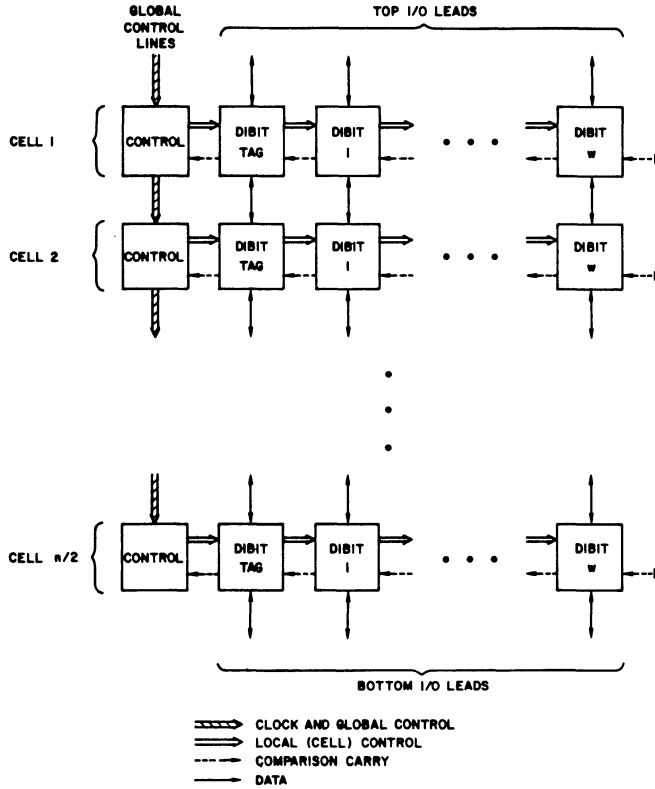 GLOBAL
CONTROL
LINES
TOP I/O LEADS
CELL 1
CONTROL
DIBIT
TAG
DIBIT
1
DIBIT
w
CELL 2
CONTROL
DIBIT
TAG
DIBIT
1
DIBIT
w
CELL n/2
CONTROL
DIBIT
TAG
DIBIT
1
DIBIT
w
BOTTOM I/O LEADS
CLOCK AND GLOBAL CONTROL
LOCAL (CELL) CONTROL
COMPARISON CARRY
DATA